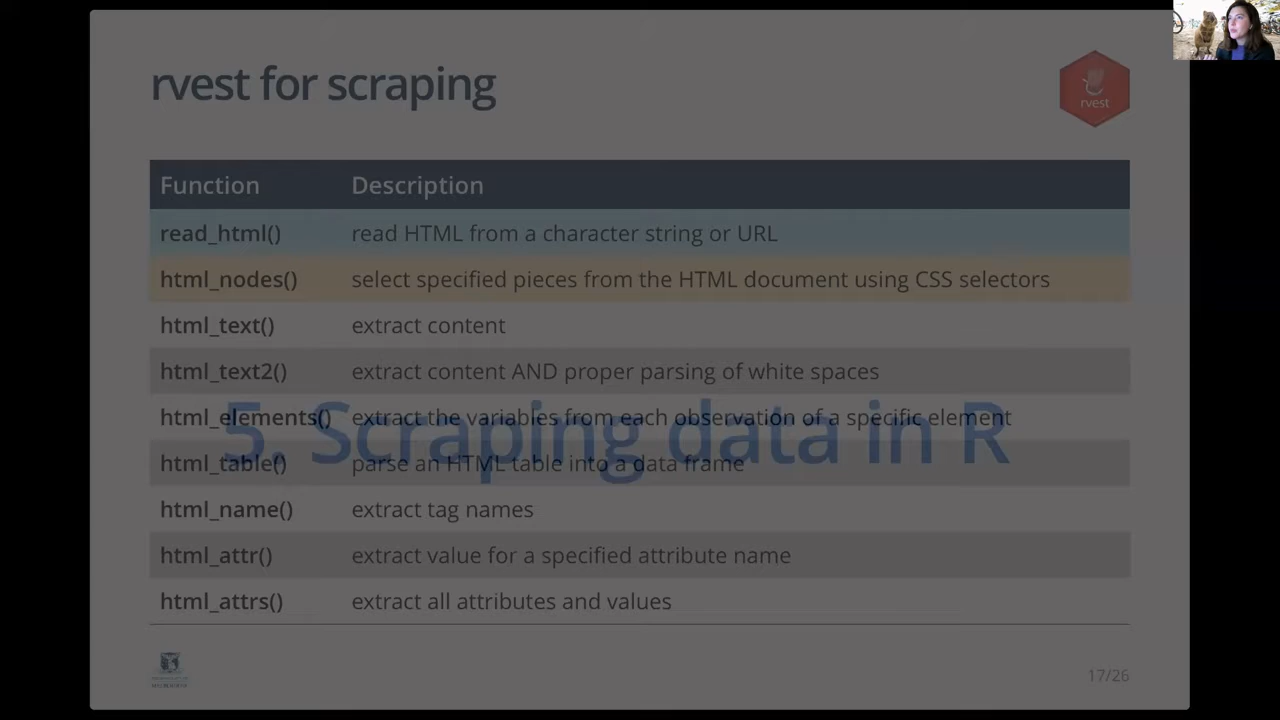 rvest for scraping
rvest
Function Description
read_html() read HTML from a character string or URL
html_nodes() select specified pieces from the HTML document using CSS selectors
html_text() extract content
html_text2() extract content AND proper parsing of white spaces
html_elements() extract the variables from each observation of a specific element
5. Scraping data in R
html_table() parse an HTML table into a data frame
html_name() extract tag names
html_attr() extract value for a specified attribute name
html_attrs() extract all attributes and values
17/26